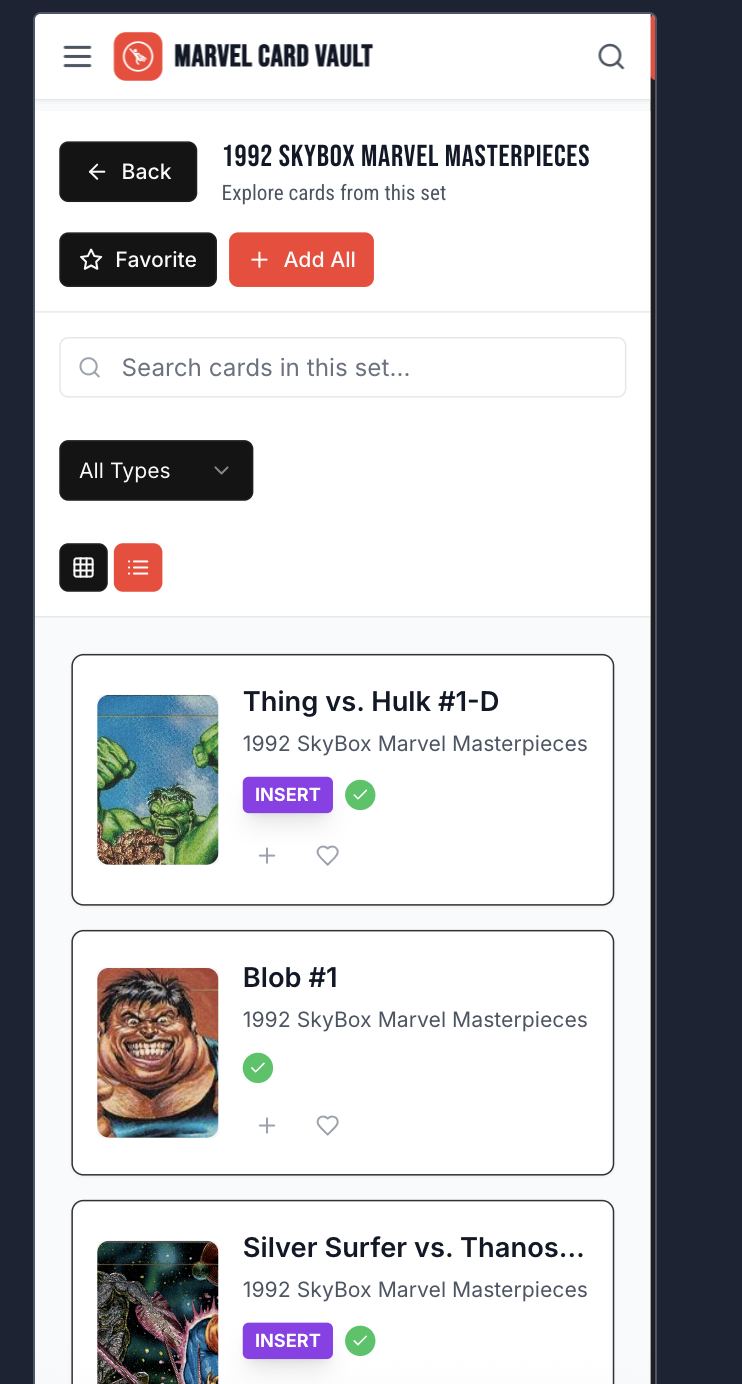 MARVEL CARD VAULT
Back
1992 SKYBOX MARVEL MASTERPIECES
Explore cards from this set
Favorite
Add All
Search cards in this set...
All Types
Thing vs. Hulk #1-D
1992 SkyBox Marvel Masterpieces
INSERT
Blob #1
1992 SkyBox Marvel Masterpieces
Silver Surfer vs. Thanos...
1992 SkyBox Marvel Masterpieces
INSERT